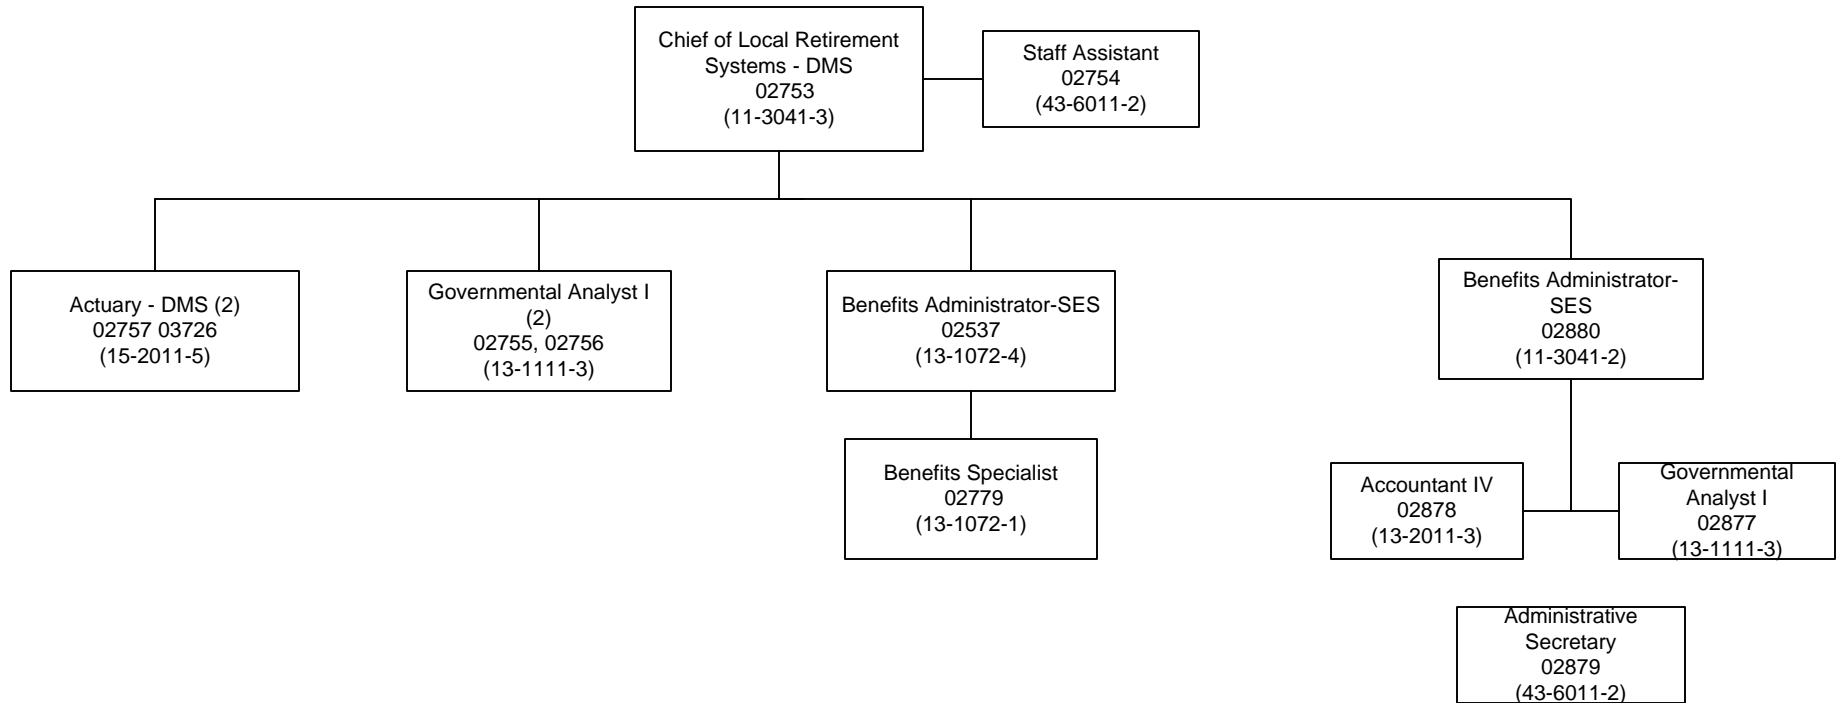 Chief of Local Retirement
Systems - DMS
02753
(11-3041-3)
Staff Assistant
02754
(43-6011-2)
Actuary - DMS (2)
02757 03726
(15-2011-5)
Governmental Analyst I
(2)
02755, 02756
(13-1111-3)
Benefits Administrator-SES
02537
(13-1072-4)
Benefits Administrator-
SES
02880
(11-3041-2)
Benefits Specialist
02779
(13-1072-1)
Accountant IV
02878
(13-2011-3)
Governmental
Analyst I
02877
(13-1111-3)
Administrative
Secretary
02879
(43-6011-2)